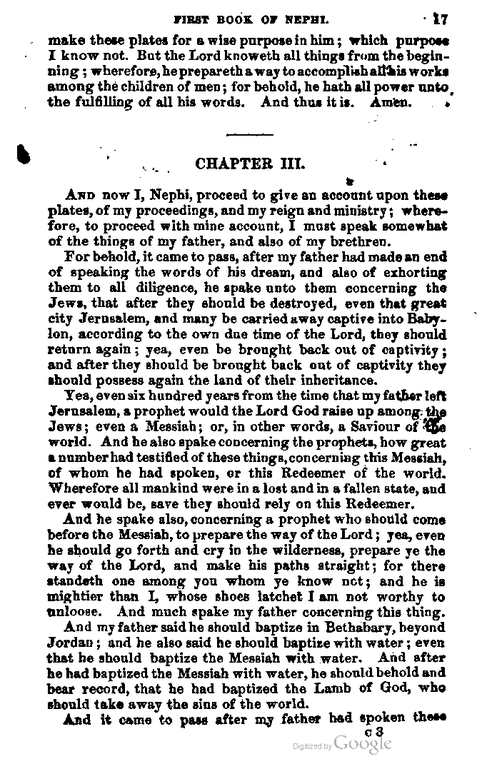 FIRST BOOK OF NEPHI. 17
make these plates for a wise purpose in him; which purpose
I know not. But the Lord knoweth all things from the begin-
ning; wherefore, he prepareth a way to accomplish all his works
among the children of men; for behold, he hath all power unto
the fulfilling of all his words. And thus it is. Amen.
CHAPTER III.
AND now I, Nephi, proceed to give an account upon these
plates, of my proceedings, and my reign and ministry; where-
fore, to proceed with mine account, I must speak somewhat
of the things of my father, and also of my brethren.
For behold, it came to pass, after my father had made an end
of speaking the words of his dream, and also of exhorting
them to all diligence, he spake unto them concerning the
Jews, that after they should be destroyed, even that great
city Jerusalem, and many be carried away captive into Baby-
lon, according to the own due time of the Lord, they should
return again; yea, even be brought back out of captivity;
and after they should be brought back out of captivity they
should possess again the land of their inheritance.
Yes, even six hundred years from the time that my father left
Jerusalem, a prophet would the Lord God raise up among the
Jews; even a Messiah; or, in other words, a Saviour of the
world. And he also spake concerning the prophets, how great
a number had testified of these things, concerning this Messiah,
of whom he had spoken, or this Redeemer of the world.
Wherefore all mankind were in a lost and in a fallen state, and
ever would be, save they should rely on this Redeemer.
And he spake also, concerning a prophet who should come
before the Messiah, to prepare the way of the Lord; yea, even
he should go forth and cry in the wilderness, prepare ye the
way of the Lord, and make his paths straight; for there
standeth one among you whom ye know not; and he is
mightier than I, whose shoes latchet I am not worthy to
unloose. And much spake my father concerning this thing.
And my father said he should baptize in Bethabary, beyond
Jordan; and he also said he should baptize with water; even
that he should baptize the Messiah with water. And after
he had baptized the Messiah with water, he should behold and
bear record, that he had baptized the Lamb of God, who
should take away the sins of the world.
And it came to pass after my father had spoken these
C 3
Digitized by Google